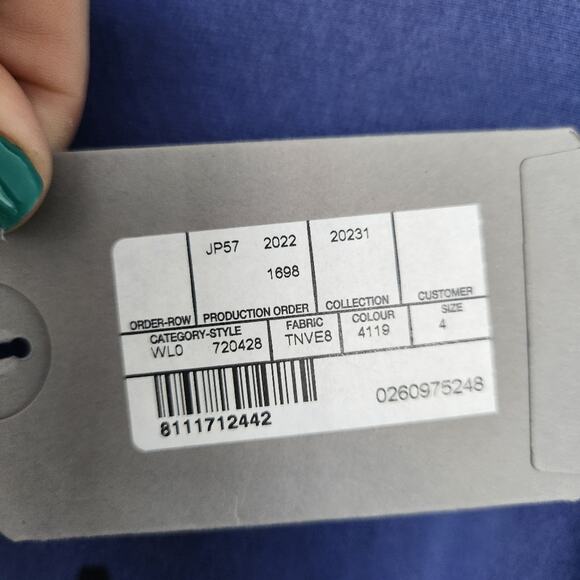 JP57 2022 20231
1698
ORDER-ROW PRODUCTION ORDER COLLECTION CUSTOMER
CATEGORY-STYLE FABRIC COLOUR SIZE
WL0 720428 TNVE8 4119 4
8111712442 0260975248